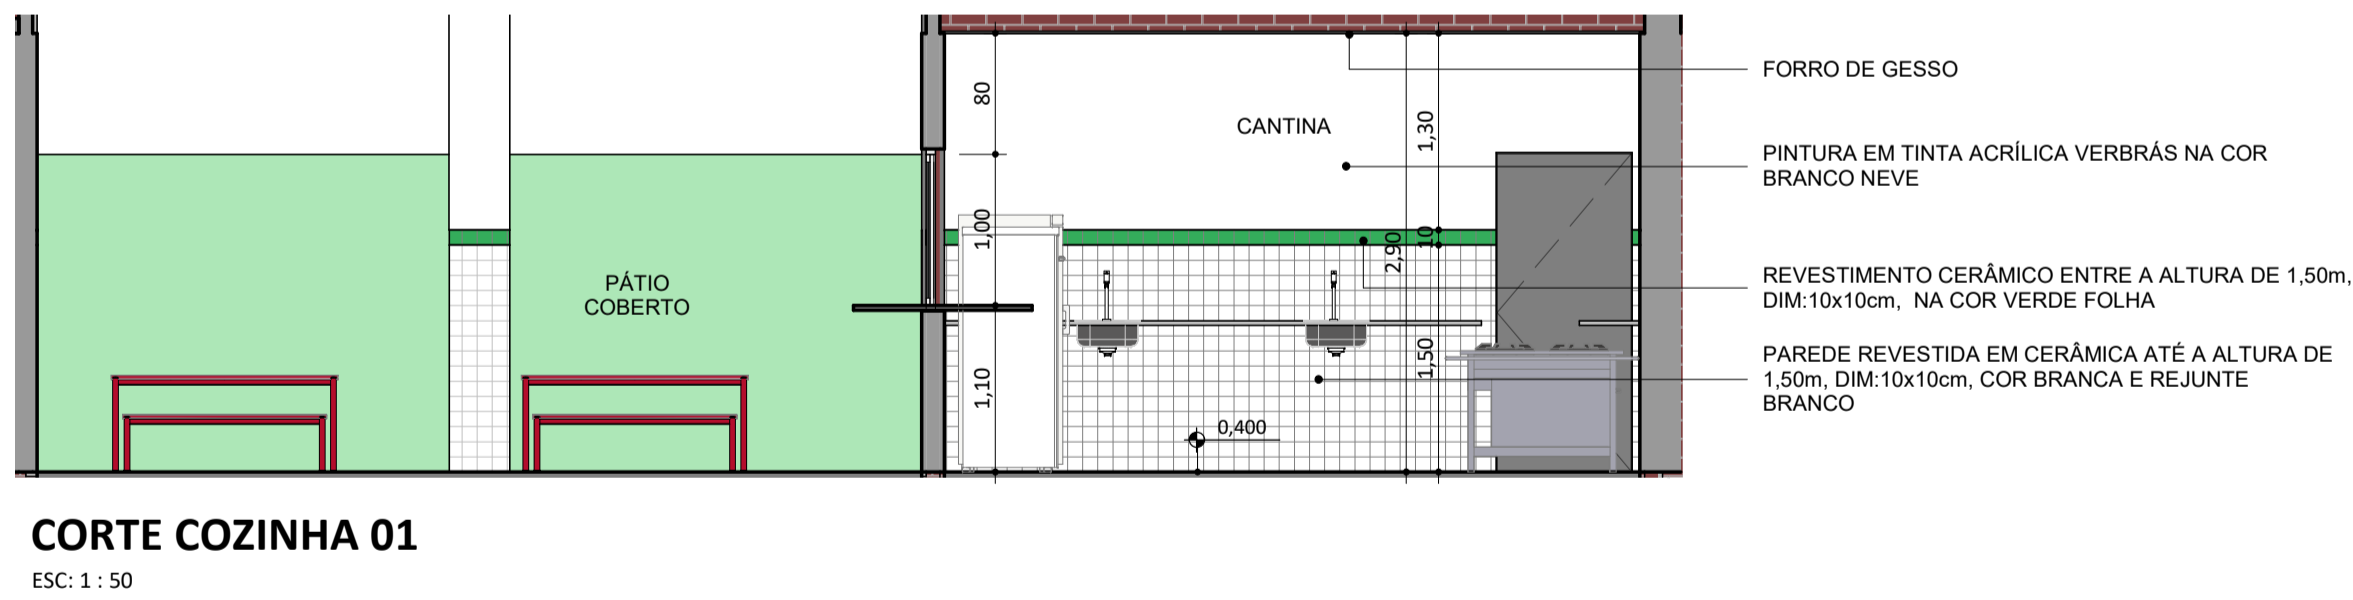 FORRO DE GESSO
80
CANTINA
1,30
PINTURA EM TINTA ACRÍLICA VERBRÁS NA COR
BRANCO NEVE
1,00
2,90
10
PÁTIO
COBERTO
REVESTIMENTO CERÂMICO ENTRE A ALTURA DE 1,50m,
DIM:10x10cm, NA COR VERDE FOLHA
1,10
1,50
PAREDE REVESTIDA EM CERÂMICA ATÉ A ALTURA DE
1,50m, DIM:10x10cm, COR BRANCA E REJUNTE
BRANCO
0,400
CORTE COZINHA 01
ESC: 1 : 50